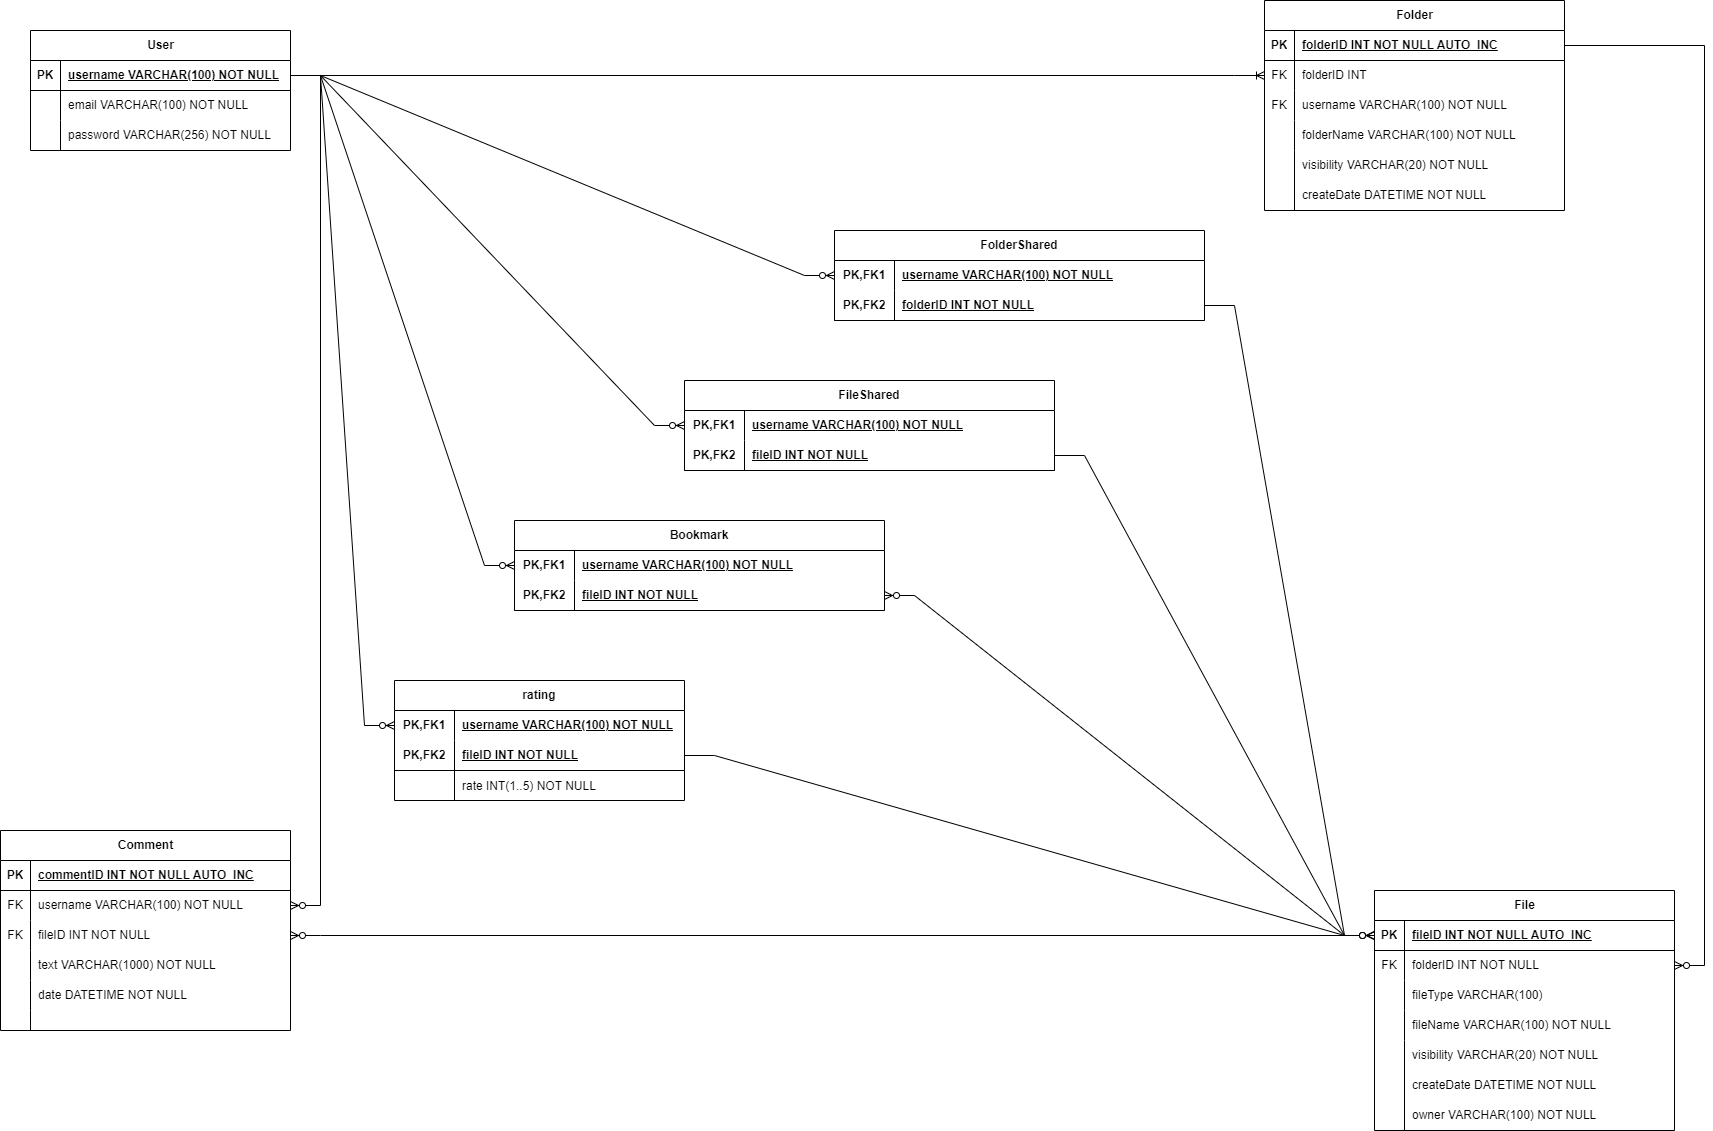 User
PK username VARCHAR(100) NOT NULL
email VARCHAR(100) NOT NULL
password VARCHAR(256) NOT NULL
Folder
PK folderID INT NOT NULL AUTO_INC
FK folderID INT
FK username VARCHAR(100) NOT NULL
folderName VARCHAR(100) NOT NULL
visibility VARCHAR(20) NOT NULL
createDate DATETIME NOT NULL
FolderShared
PK,FK1 username VARCHAR(100) NOT NULL
PK,FK2 folderID INT NOT NULL
FileShared
PK,FK1 username VARCHAR(100) NOT NULL
PK,FK2 fileID INT NOT NULL
Bookmark
PK,FK1 username VARCHAR(100) NOT NULL
PK,FK2 fileID INT NOT NULL
rating
PK,FK1 username VARCHAR(100) NOT NULL
PK,FK2 fileID INT NOT NULL
rate INT(1..5) NOT NULL
Comment
PK commentID INT NOT NULL AUTO_INC
FK username VARCHAR(100) NOT NULL
FK fileID INT NOT NULL
text VARCHAR(1000) NOT NULL
date DATETIME NOT NULL
File
PK fileID INT NOT NULL AUTO_INC
FK folderID INT NOT NULL
fileType VARCHAR(100)
fileName VARCHAR(100) NOT NULL
visibility VARCHAR(20) NOT NULL
createDate DATETIME NOT NULL
owner VARCHAR(100) NOT NULL